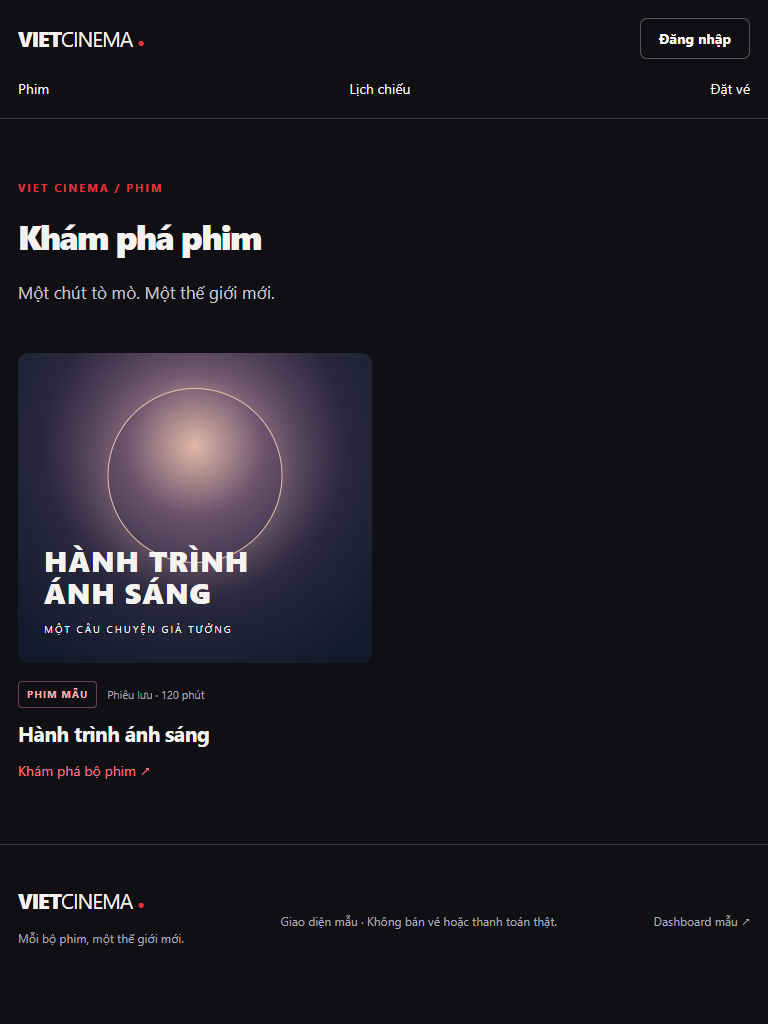 VIETCINEMA
Đăng nhập
Phim
Lịch chiếu
Đặt vé
VIET CINEMA / PHIM
Khám phá phim
Một chút tò mò. Một thế giới mới.
HÀNH TRÌNH
ÁNH SÁNG
MỘT CÂU CHUYỆN GIẢ TƯỞNG
PHIM MẪU
Phiêu lưu · 120 phút
Hành trình ánh sáng
Khám phá bộ phim ↗
VIETCINEMA
Mỗi bộ phim, một thế giới mới.
Giao diện mẫu · Không bán vé hoặc thanh toán thật.
Dashboard mẫu ↗